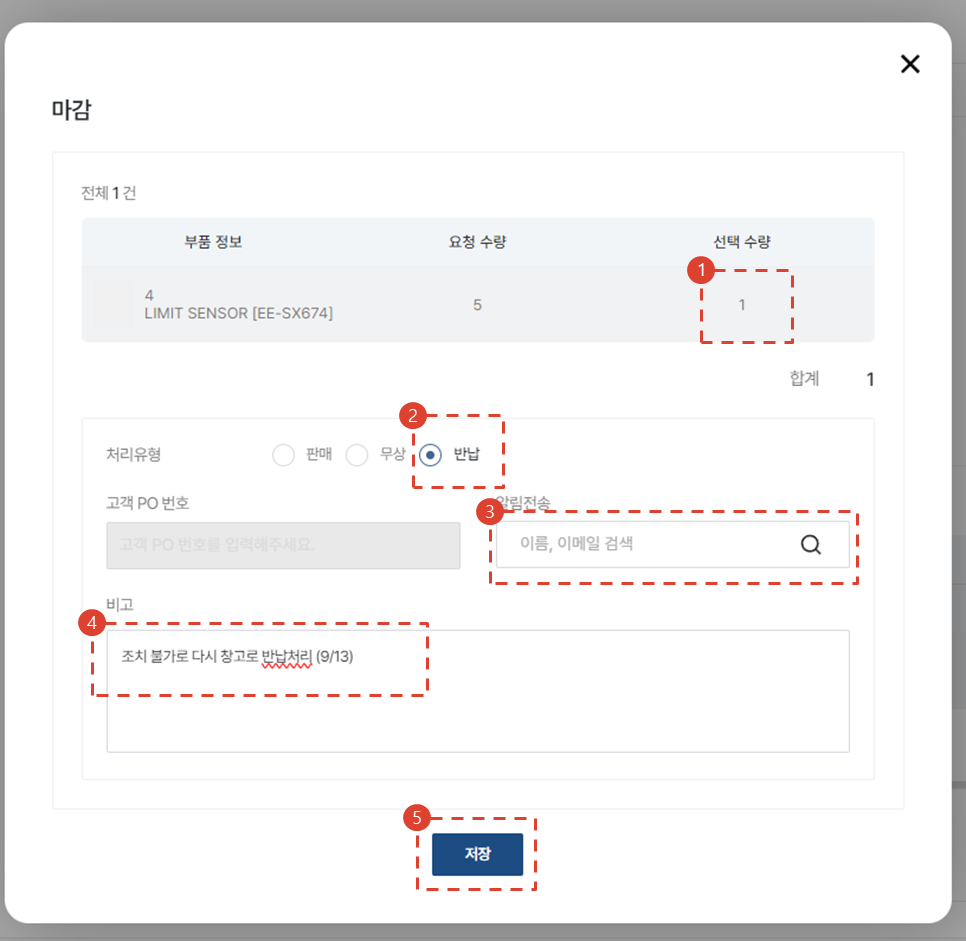 마감
전체 1 건
부품 정보 요청 수량 선택 수량
1
4
LIMIT SENSOR [EE-SX674] 5 1
합계 1
2
처리유형 판매 무상 반납
고객 PO 번호 알림전송
3
고객 PO 번호를 입력해주세요. 이름, 이메일 검색
비고
4
조치 불가로 다시 창고로 반납처리 (9/13)
5
저장